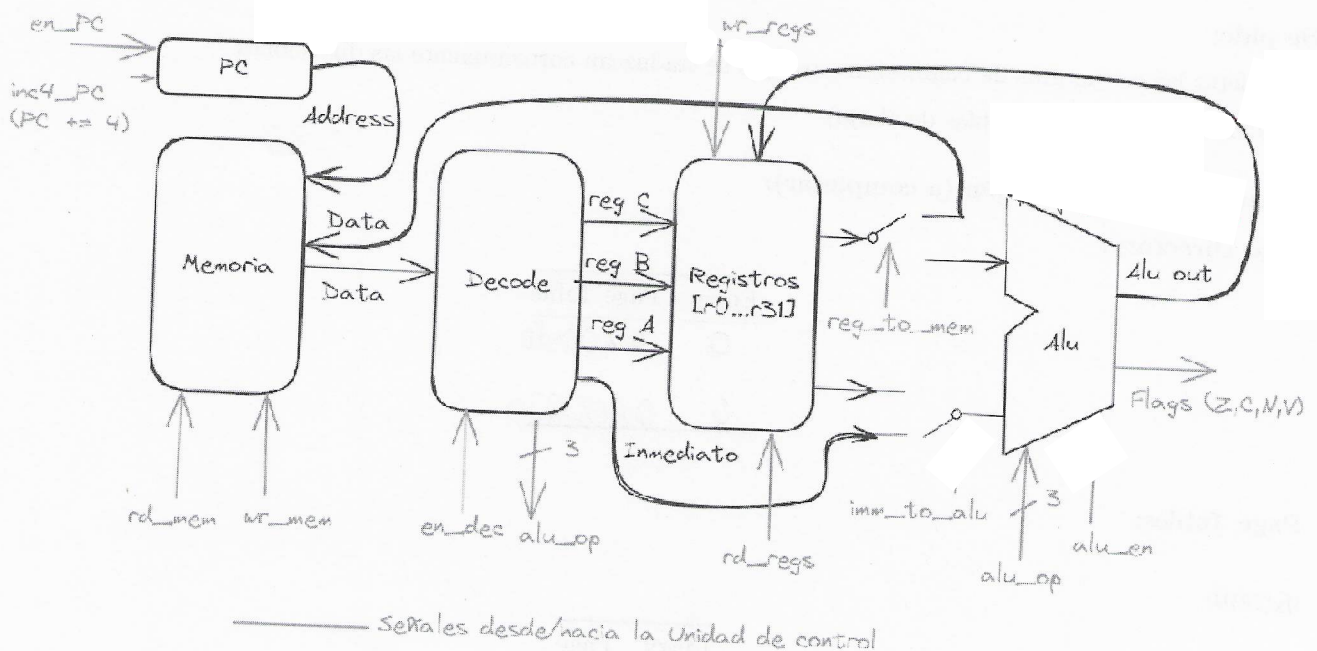 en_PC
PC
inc4_PC
(PC += 4)
Address
wr_regs
Memoria
Data
Data
Decode
reg C
reg B
reg A
Registros
[r0...r31]
reg_to_mem
Alu
Alu out
Flags (Z,C,N,V)
Inmediato
imm_to_alu
3
3
rd_mem
wr_mem
en_dec
alu_op
rd_regs
alu_op
alu_en
Señales desde/hacia la Unidad de control